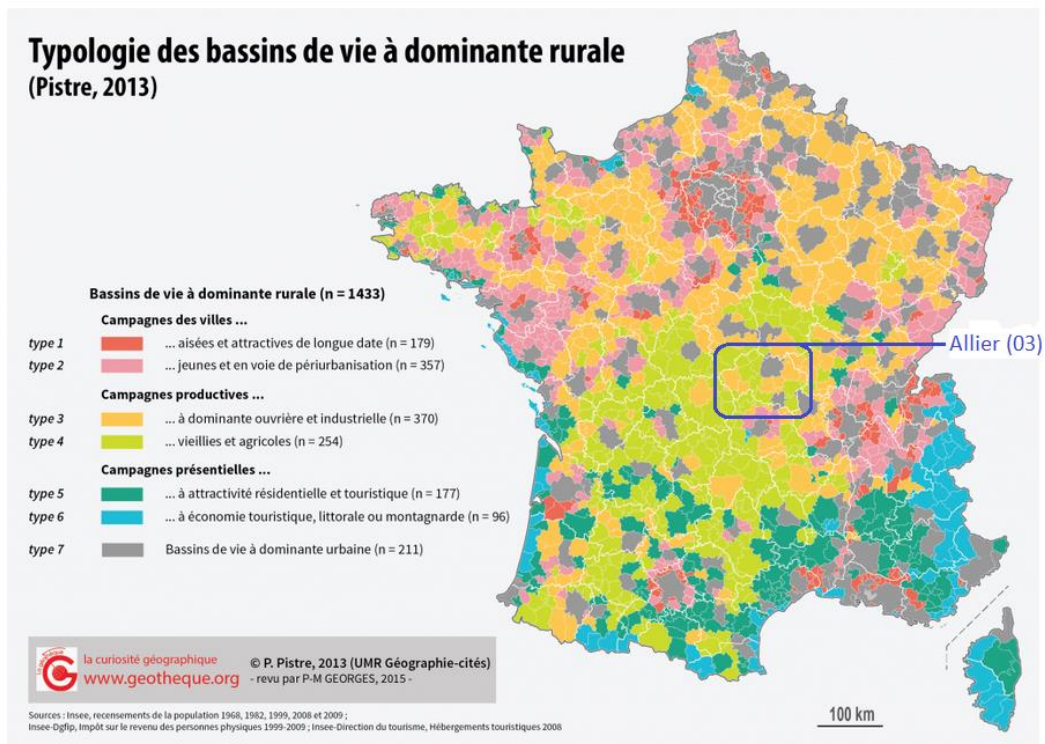 Typologie des bassins de vie à dominante rurale
(Pistre, 2013)
Allier (03)
Bassins de vie à dominante rurale (n = 1433)
Campagnes des villes ...
type 1 ... aisées et attractives de longue date (n = 179)
type 2 ... jeunes et en voie de périurbanisation (n = 357)
Campagnes productives ...
type 3 ... à dominante ouvrière et industrielle (n = 370)
type 4 ... vieillies et agricoles (n = 254)
Campagnes présentielles ...
type 5 ... à attractivité résidentielle et touristique (n = 177)
type 6 ... à économie touristique, littorale ou montagnarde (n = 96)
type 7 Bassins de vie à dominante urbaine (n = 211)
la curiosité géographique
www.geotheque.org
© P. Pistre, 2013 (UMR Géographie-cités)
- revu par P-M GEORGES, 2015 -
Sources : Insee, recensements de la population 1968, 1982, 1999, 2008 et 2009 ;
Insee-Dgfip, Impôt sur le revenu des personnes physiques 1999-2009 ; Insee-Direction du tourisme, Hébergements touristiques 2008
100 km